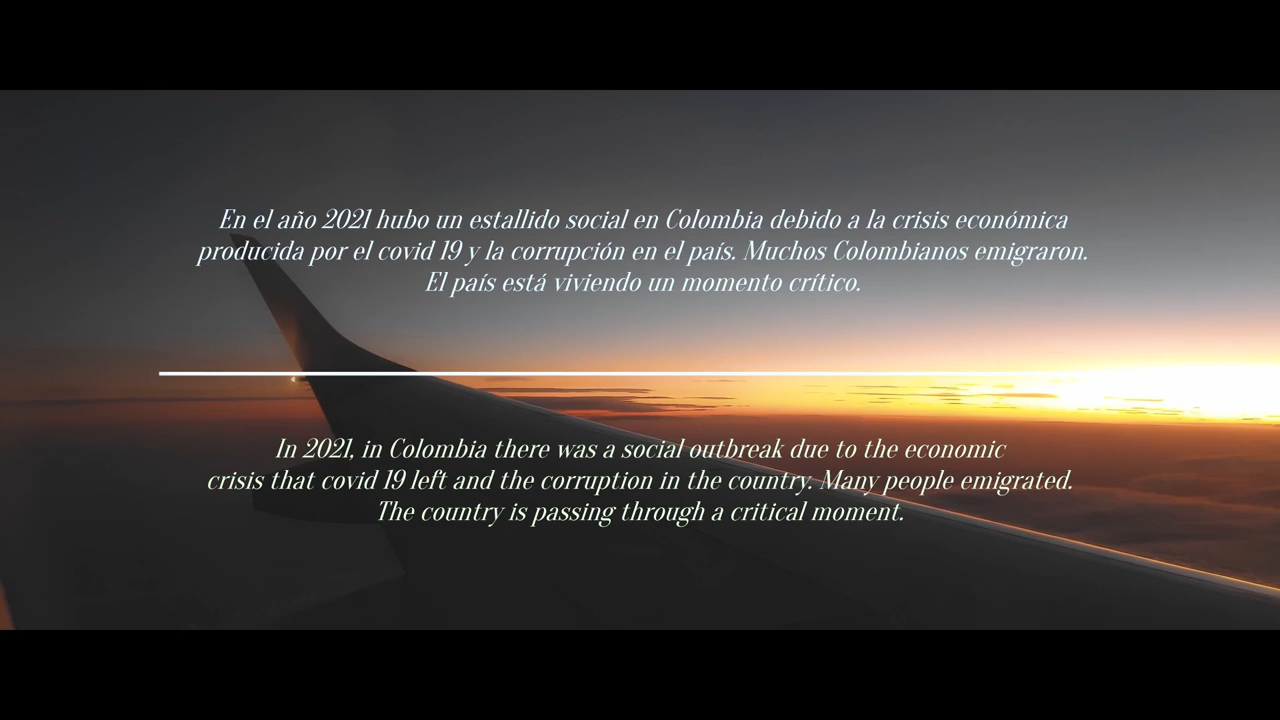 En el año 2021 hubo un estallido social en Colombia debido a la crisis económica
producida por el covid 19 y la corrupción en el país. Muchos Colombianos emigraron.
El país está viviendo un momento crítico.
In 2021, in Colombia there was a social outbreak due to the economic
crisis that covid 19 left and the corruption in the country. Many people emigrated.
The country is passing through a critical moment.